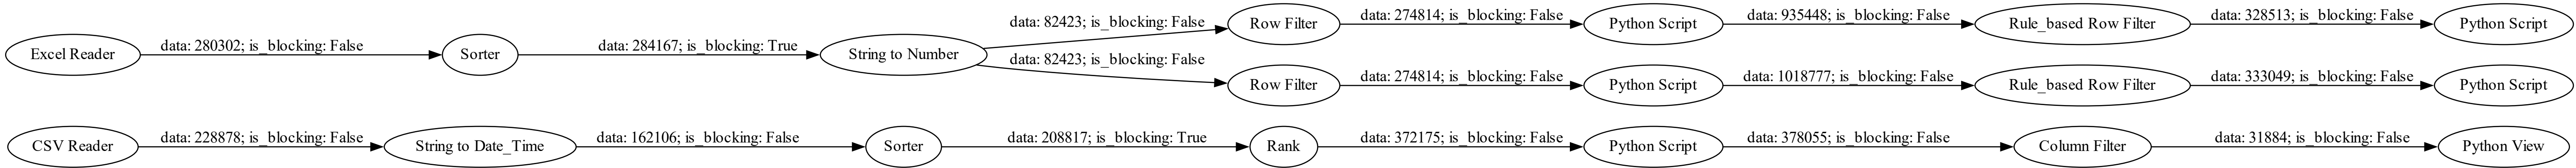 data: 82423; is_blocking: False
Row Filter
data: 274814; is_blocking: False
Python Script
data: 935448; is_blocking: False
Rule_based Row Filter
data: 328513; is_blocking: False
Python Script
Excel Reader
data: 280302; is_blocking: False
Sorter
data: 284167; is_blocking: True
String to Number
data: 82423; is_blocking: False
Row Filter
data: 274814; is_blocking: False
Python Script
data: 1018777; is_blocking: False
Rule_based Row Filter
data: 333049; is_blocking: False
Python Script
CSV Reader
data: 228878; is_blocking: False
String to Date_Time
data: 162106; is_blocking: False
Sorter
data: 208817; is_blocking: True
Rank
data: 372175; is_blocking: False
Python Script
data: 378055; is_blocking: False
Column Filter
data: 31884; is_blocking: False
Python View